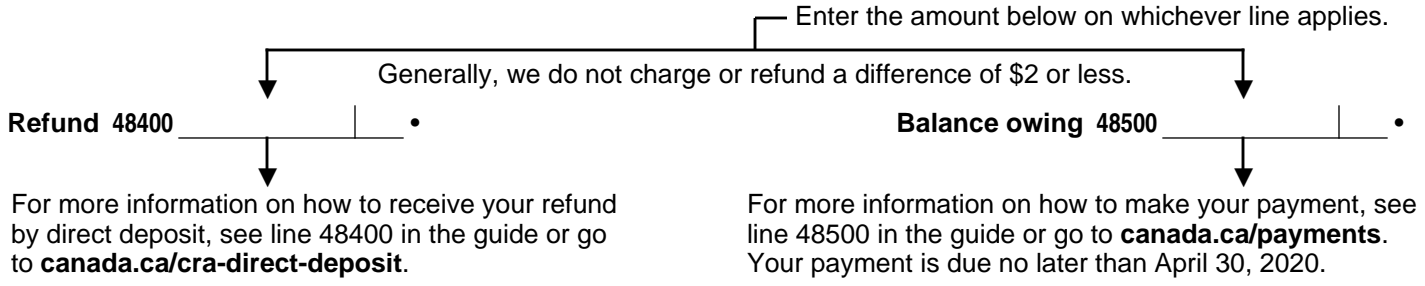 Enter the amount below on whichever line applies.
Generally, we do not charge or refund a difference of $2 or less.
Refund 48400 •
Balance owing 48500 •
For more information on how to receive your refund
by direct deposit, see line 48400 in the guide or go
to canada.ca/cra-direct-deposit.
For more information on how to make your payment, see
line 48500 in the guide or go to canada.ca/payments.
Your payment is due no later than April 30, 2020.